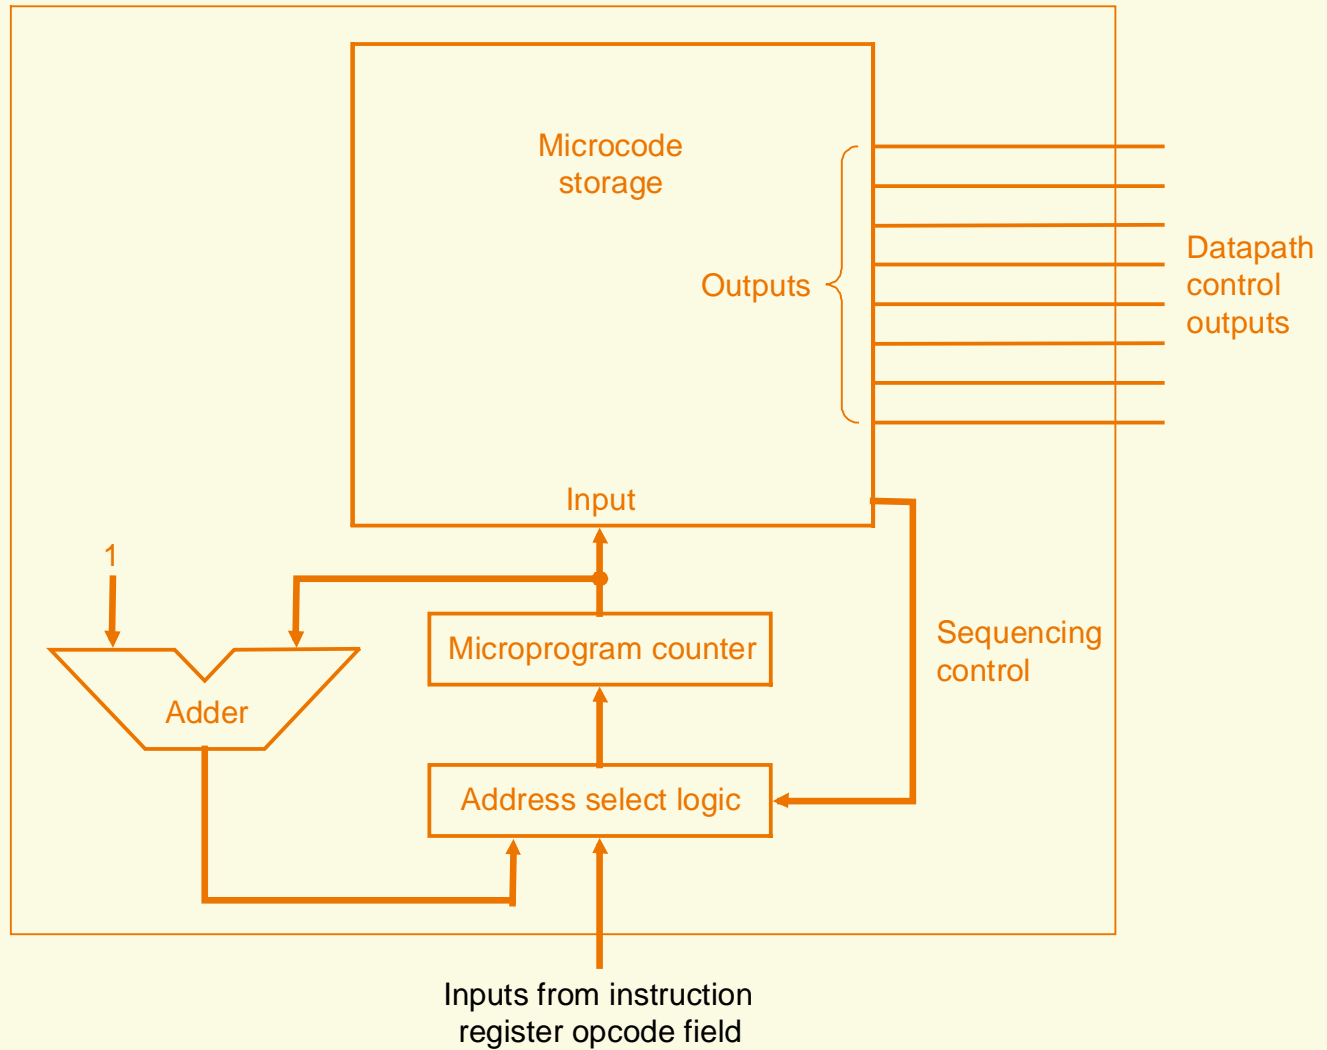 Microcode
storage
Outputs
Datapath
control
outputs
Input
1
Microprogram counter
Sequencing
control
Adder
Address select logic
Inputs from instruction
register opcode field